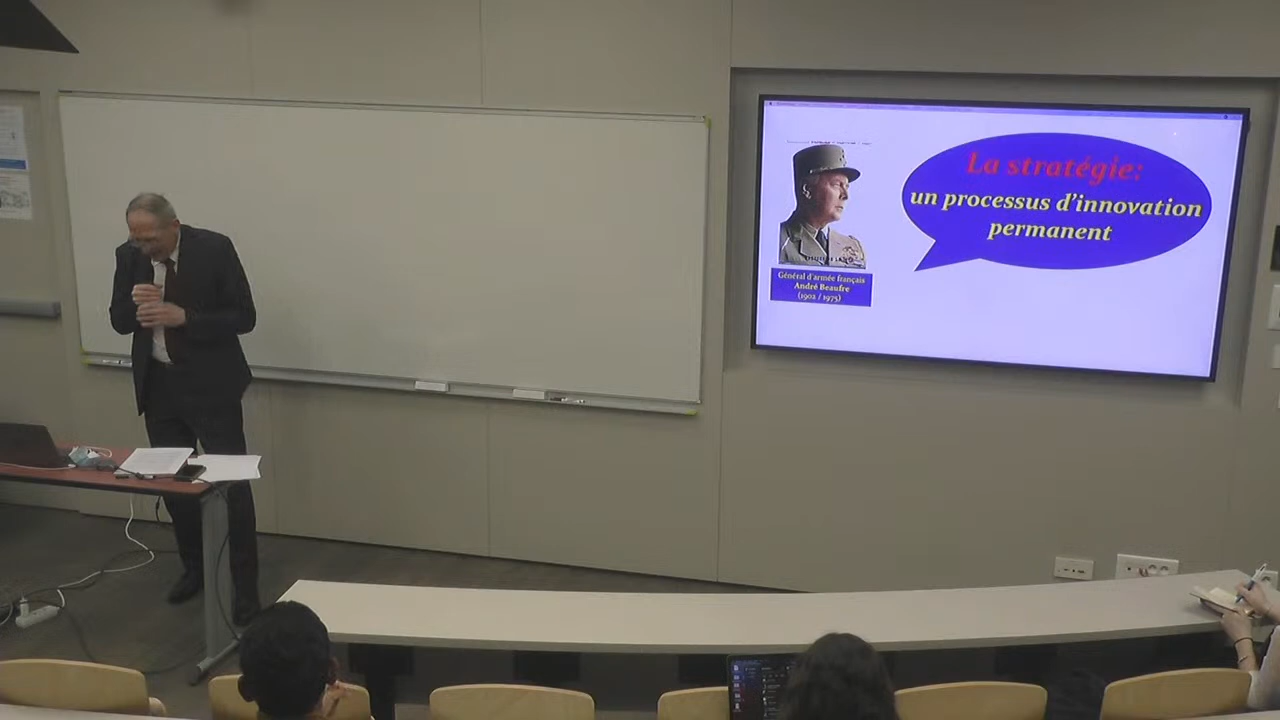 La stratégie:
un processus d'innovation
permanent
Général d'armée français
André Beaufre
(1902 / 1975)